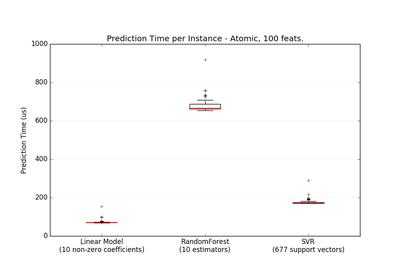 Prediction Time per Instance - Atomic, 100 feats.
1000
800
600
400
200
0
Prediction Time (us)
Linear Model
(10 non-zero coefficients)
RandomForest
(10 estimators)
SVR
(677 support vectors)